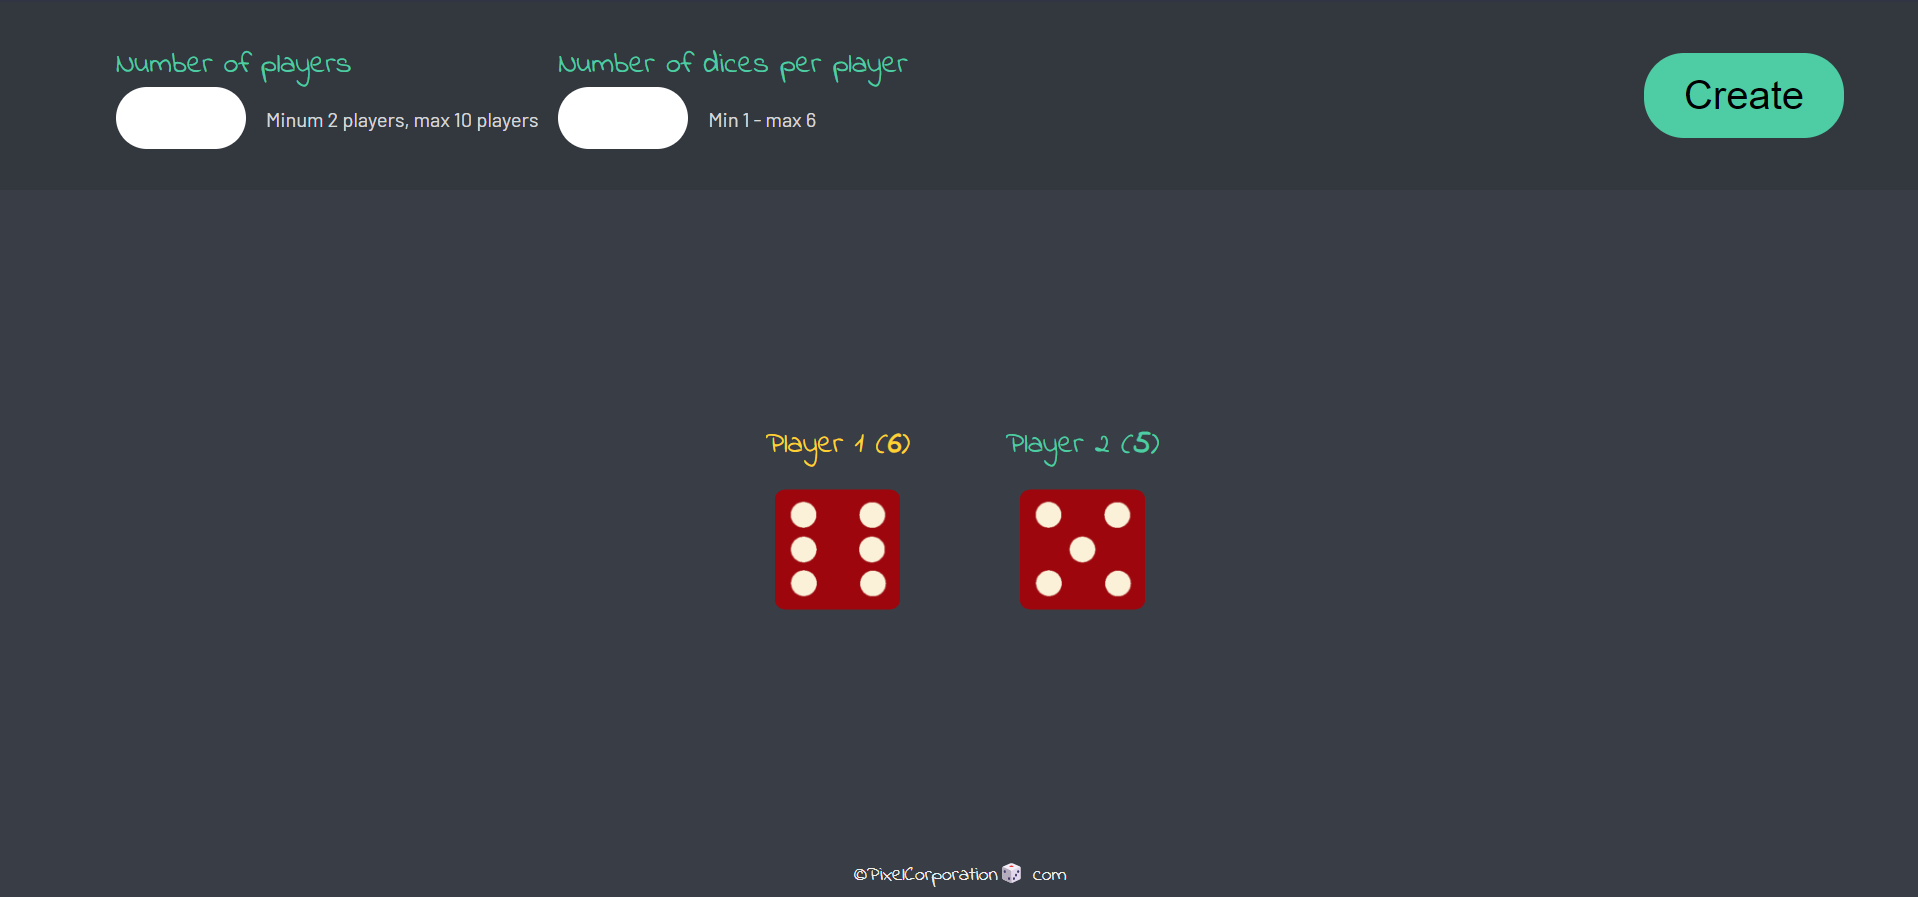 Number of players
Number of dices per player
Minum 2 players, max 10 players
Min 1 - max 6
Create
Player 1 (6)
Player 2 (5)
©PixelCorporation🎲 com